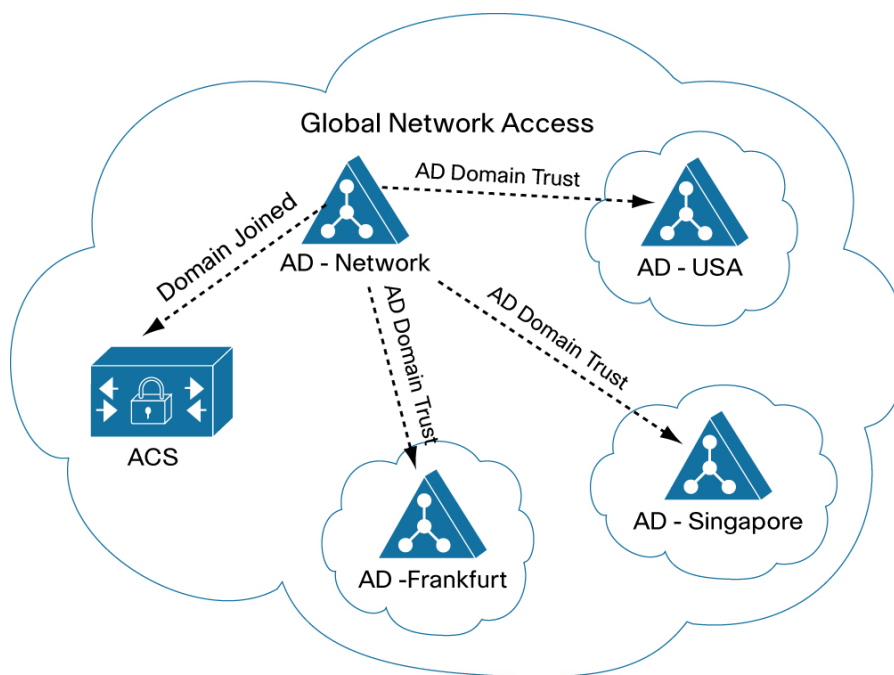 Global Network Access
AD Domain Trust
Domain Joined
AD - Network
AD - USA
AD Domain Trust
AD Domain Trust
ACS
AD - Singapore
AD -Frankfurt